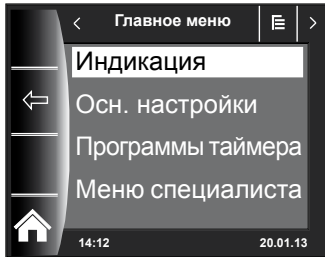 Главное меню
Индикация
Осн. настройки
Программы таймера
Меню специалиста
14:12 20.01.13